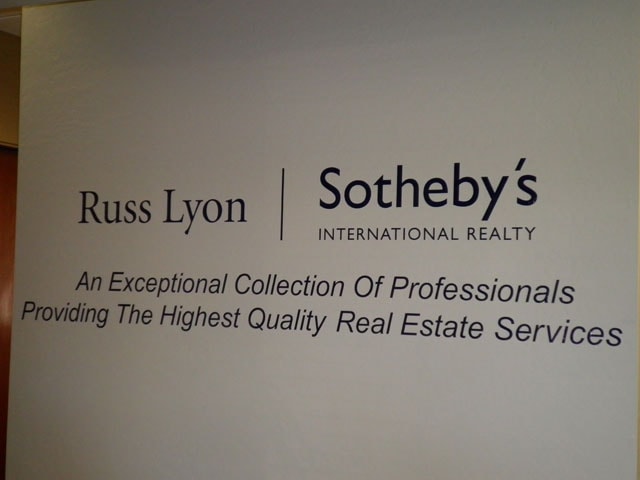 Russ Lyon | Sotheby's
INTERNATIONAL REALTY
An Exceptional Collection Of Professionals
Providing The Highest Quality Real Estate Services